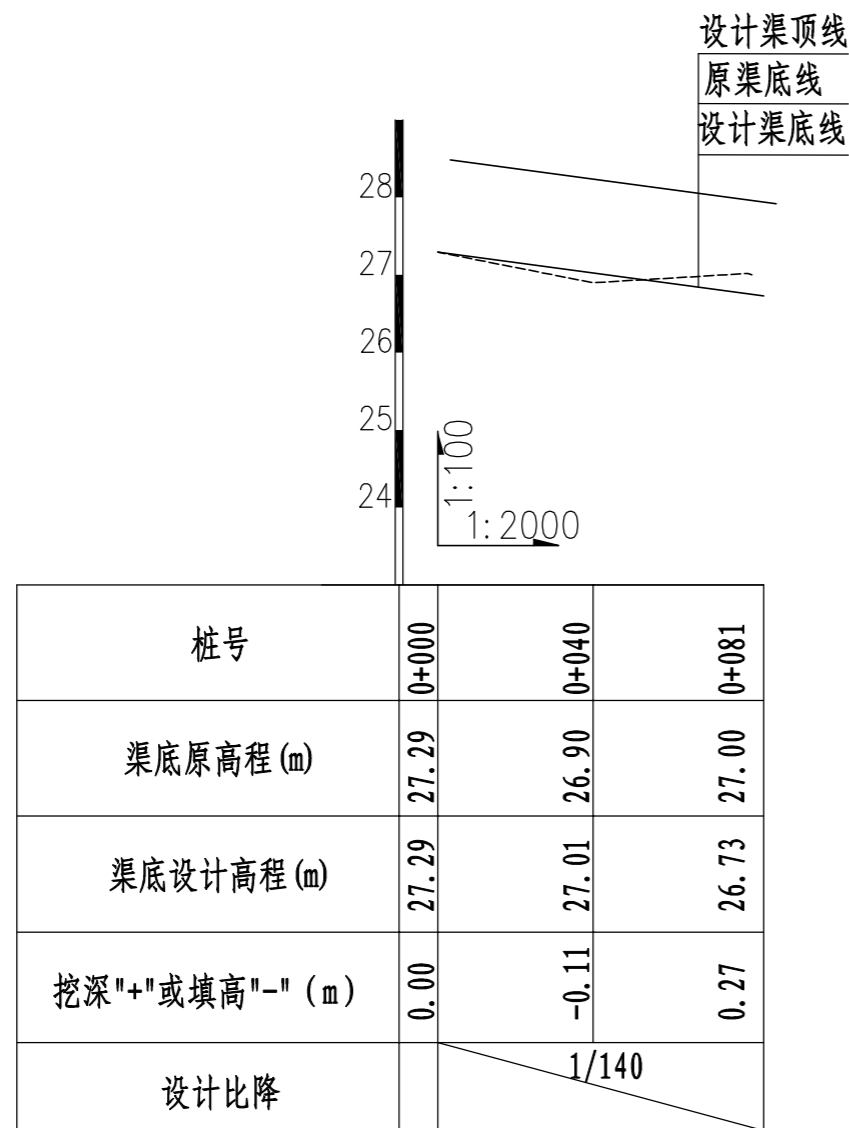 设计渠顶线
原渠底线
设计渠底线
28
27
26
25
24
1:100
1:2000
桩号 0+000 0+040 0+081
渠底原高程(m) 27.29 26.90 27.00
渠底设计高程(m) 27.29 27.01 26.73
挖深"+"或填高"-"(m) 0.00 -0.11 0.27
设计比降 1/140